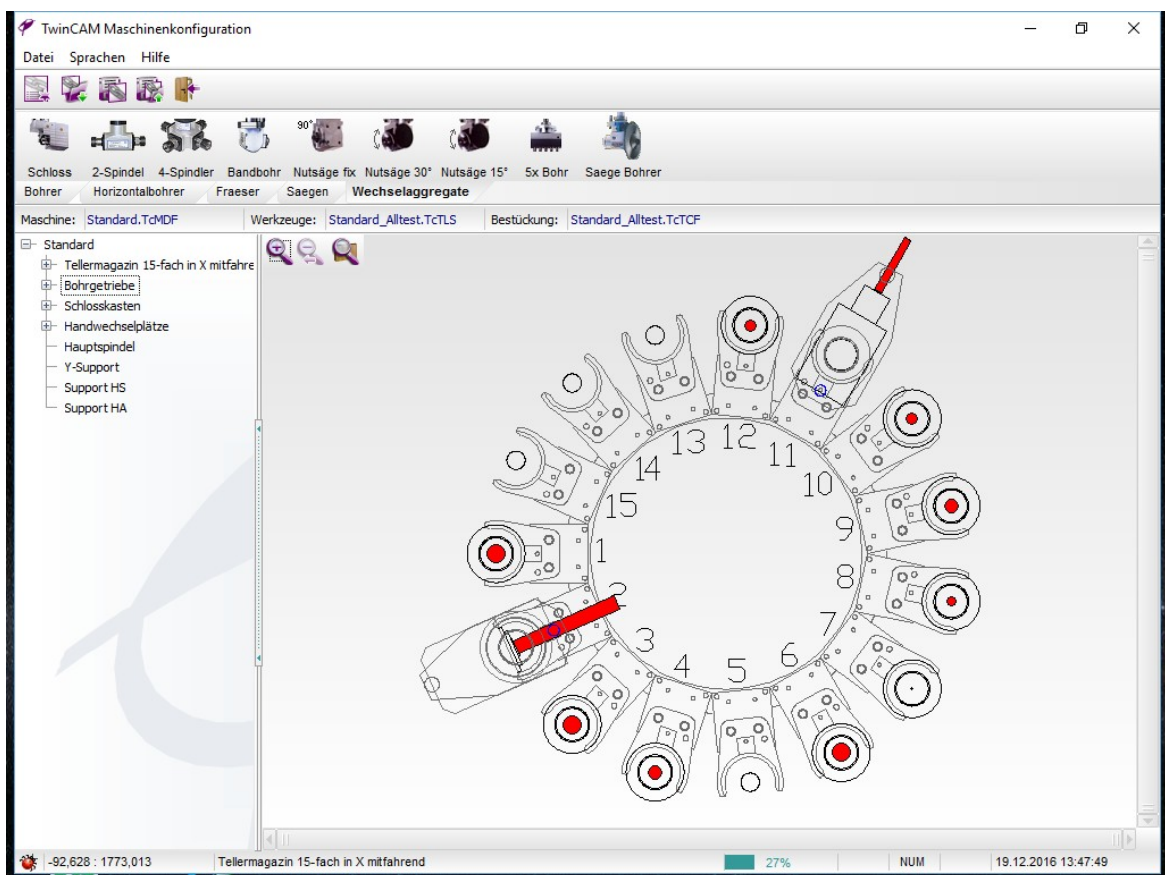 TwinCAM Maschinenkonfiguration
Datei Sprachen Hilfe
90°
Schloss 2-Spindel 4-Spindler Bandbohr Nutsäge fix Nutsäge 30° Nutsäge 15° 5x Bohr Saege Bohrer
Bohrer Horizontalbohrer Fraeser Saegen Wechselaggregate
Maschine: Standard.TcMDF Werkzeuge: Standard_Alltest.TcTLS Bestückung: Standard_Alltest.TcTCF
Standard
Tellermagazin 15-fach in X mitfahre
Bohrgetriebe
Schlosskasten
Handwechselplätze
Hauptspindel
Y-Support
Support HS
Support HA
13 12 11
14 10
15 9
1 8
2 7
3 6
4 5
-92,628 : 1773,013 Tellermagazin 15-fach in X mitfahrend 27% NUM 19.12.2016 13:47:49